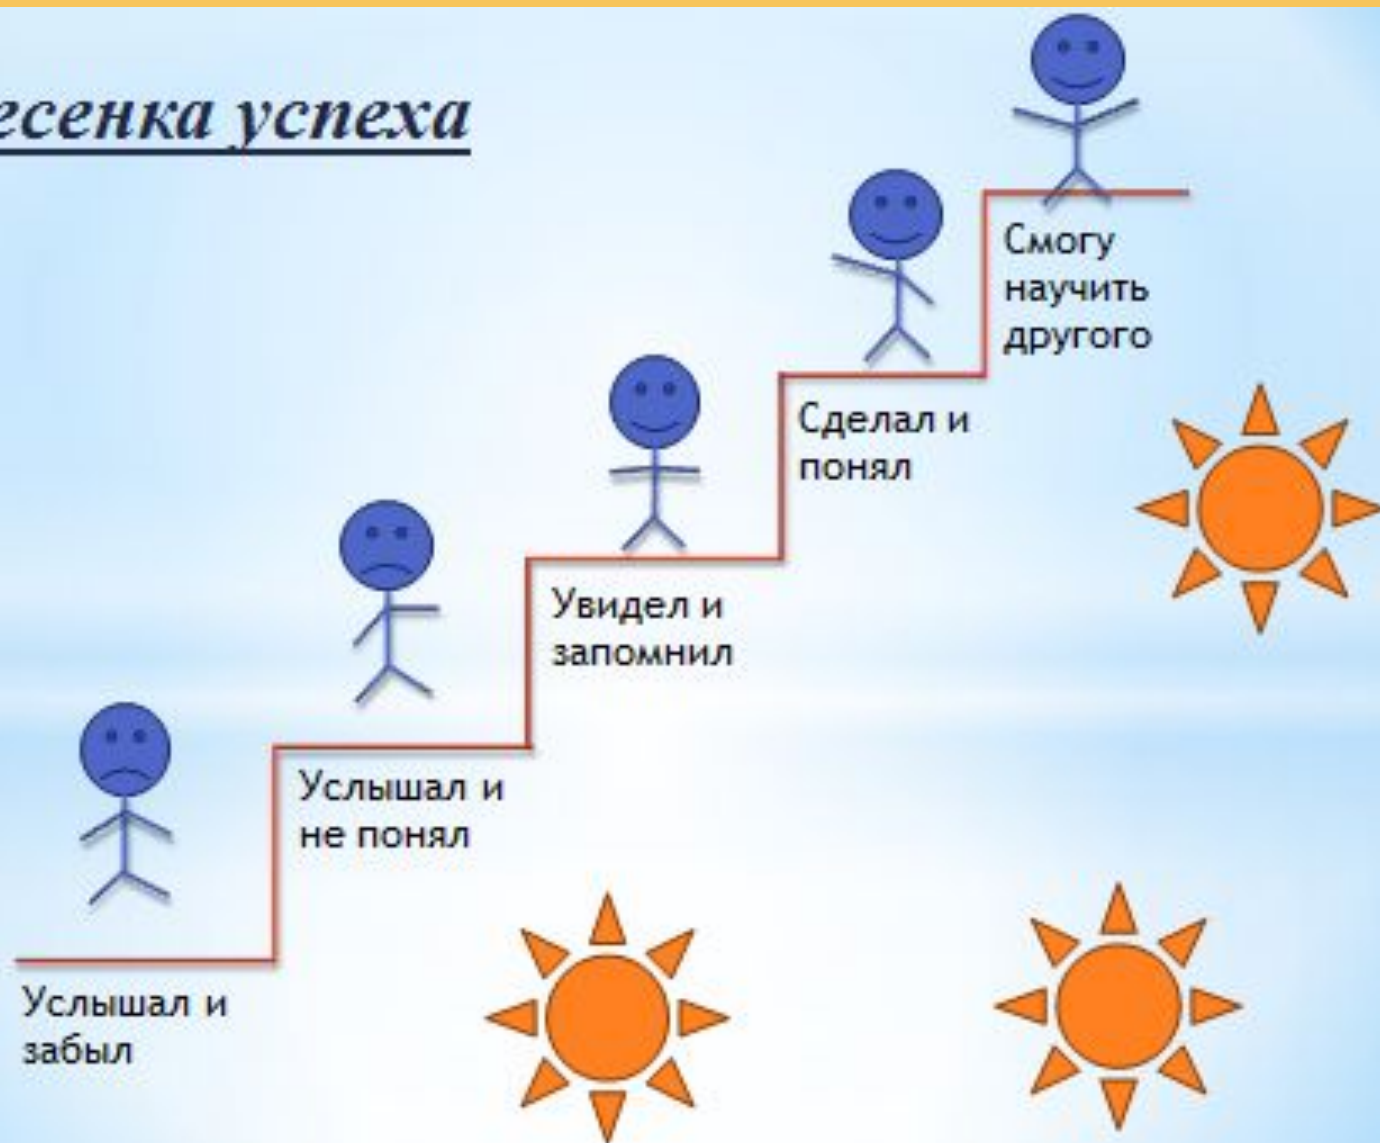 есенка успеха
Смогу
научить
другого
Сделал и
понял
Увидел и
запомнил
Услышал и
не понял
Услышал и
забыл